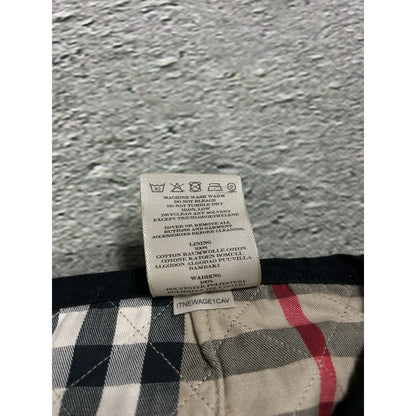 MACHINE WASH WARM
DO NOT BLEACH
DO NOT TUMBLE DRY
IRON, LOW
DRYCLEAN ANY SOLVENT
EXCEPT TRICHLOROETHYLENE
COVER OR REMOVE ALL
BUTTONS AND GARMENT
ACCESSORIES BEFORE CLEANING
LINING
100%
COTTON BAUMWOLLE COTON
COTONE KATOEN BOMULL
ALGODON ALGODAO PUUVILLA
BAMBAKI
WADDING
100%
POLYESTER POLYESTER
ITNEWAGE1CAV